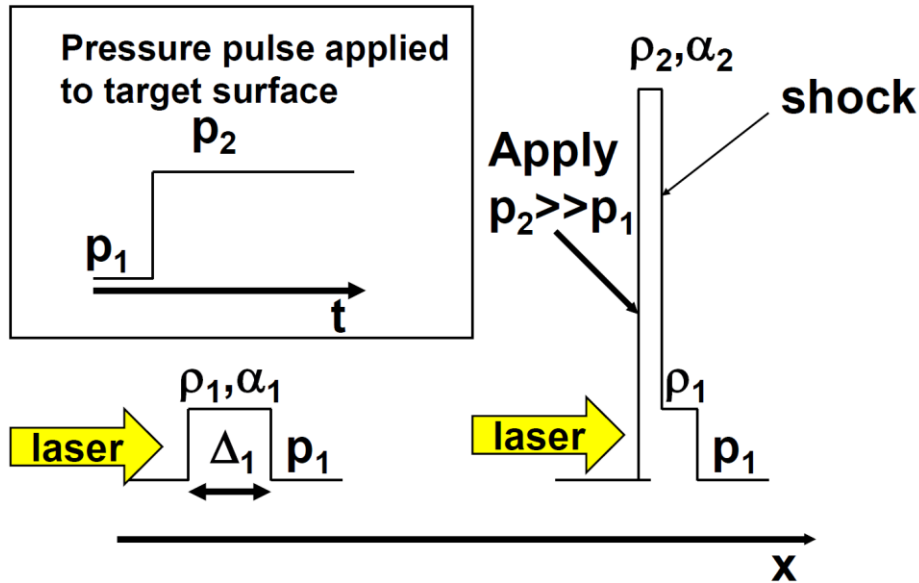 Pressure pulse applied
to target surface
p₂
p₁
t
ρ₂,α₂
shock
Apply
p₂>>p₁
ρ₁,α₁
laser
Δ₁
p₁
ρ₁
laser
p₁
x